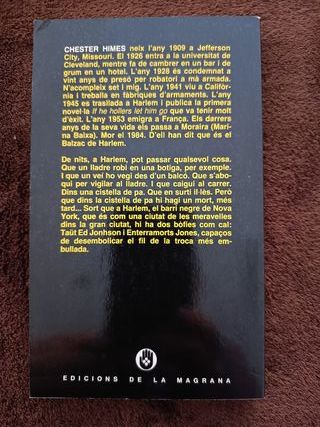 CHESTER HIMES neix l'any 1909 a Jefferson
City, Missouri. El 1926 entra a la universitat de
Cleveland, mentre fa de cambrer en un bar i de
grum en un hotel. L'any 1928 és condemnat a
vint anys de presó per robatori a mà armada.
N'acompleix set i mig. L'any 1941 viu a Califòr-
nia i treballa en fabriques d'armaments. L'any
1945 es trasllada a Harlem i publica la primera
novel·la If he hollers let him go que va tenir molt
d'èxit. L'any 1953 emigra a França. Els darrers
anys de la seva vida els passa a Moraira (Mari-
na Baixa). Mor el 1984. D'ell han dit que és el
Balzac de Harlem.
De nits, a Harlem, pot passar qualsevol cosa.
Que un lladre robi en una botiga, per exemple.
I que un veí ho vegi des d'un balcó. Que s'abo-
qui per vigilar al lladre. I que caigui al carrer.
Dins una cistella de pa. Que en surti il·lès. Però
que dins la cistella de pa hi hagi un mort, més
tard... Sort que a Harlem, el barri negre de Nova
York, que és com una ciutat de les meravelles
dins la gran ciutat, hi ha dos bòfies com cal:
Taüt Ed Jonhson i Enterramorts Jones, capaços
de desembolicar el fil de la troca més em-
bullada.
EDICIONS DE LA MAGRANA